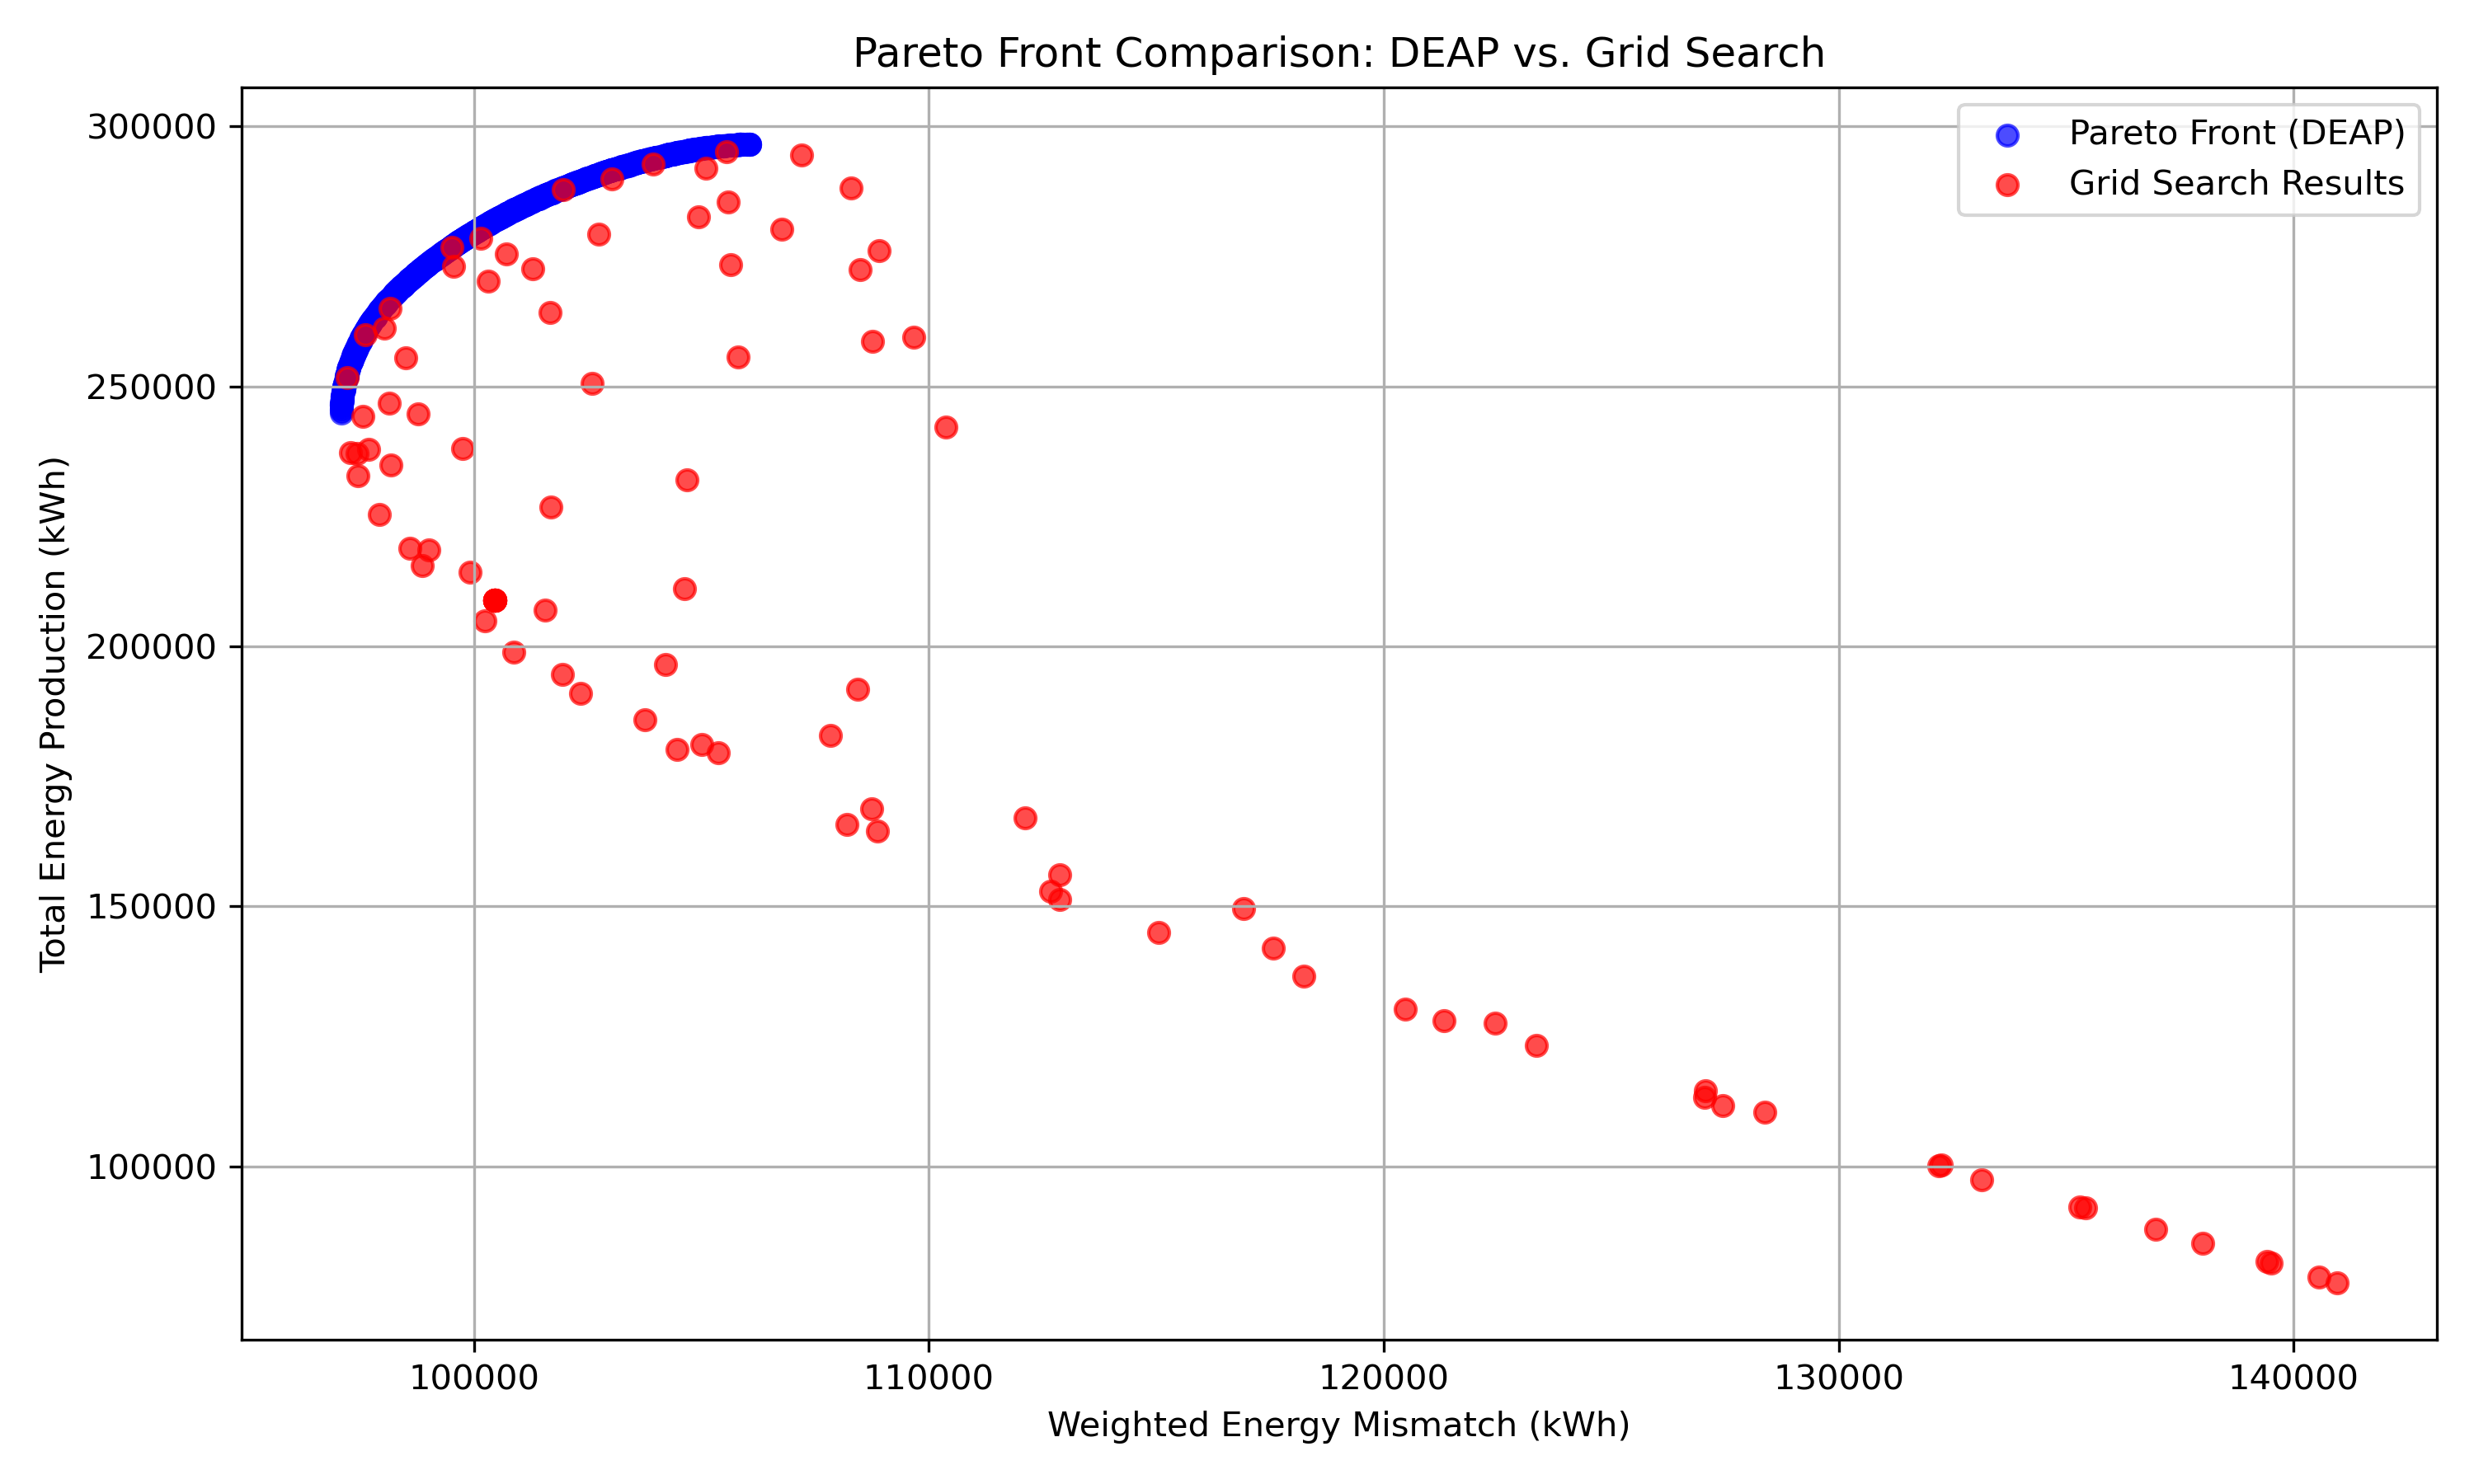 Pareto Front Comparison: DEAP vs. Grid Search
Pareto Front (DEAP)
Grid Search Results
Total Energy Production (kWh)
300000
250000
200000
150000
100000
100000 110000 120000 130000 140000
Weighted Energy Mismatch (kWh)